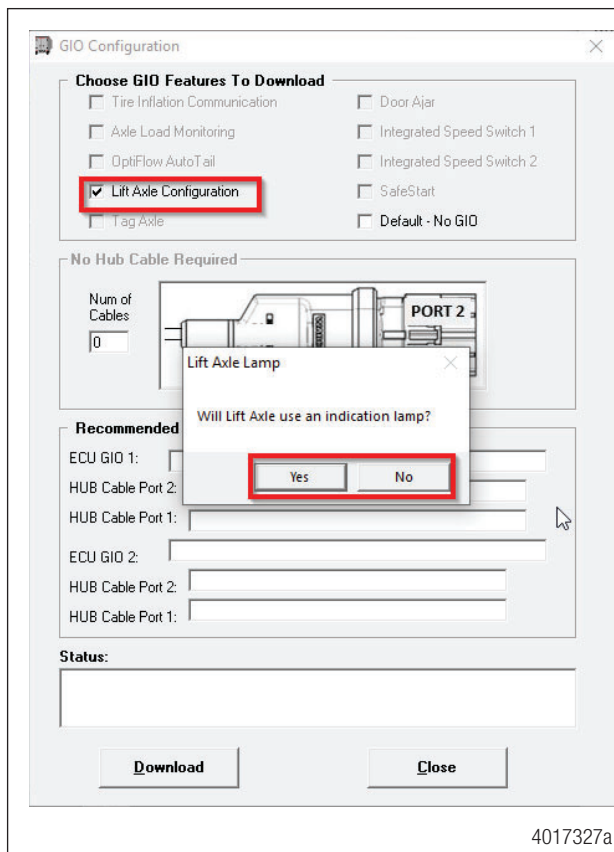 GIO Configuration
Choose GIO Features To Download
Tire Inflation Communication
Door Ajar
Axle Load Monitoring
Integrated Speed Switch 1
OptiFlow AutoTail
Integrated Speed Switch 2
Lift Axle Configuration
SafeStart
Tag Axle
Default - No GIO
No Hub Cable Required
Num of
Cables
0
PORT 2
Lift Axle Lamp
Will Lift Axle use an indication lamp?
Yes
No
Recommended
ECU GIO 1:
HUB Cable Port 2:
HUB Cable Port 1:
ECU GIO 2:
HUB Cable Port 2:
HUB Cable Port 1:
Status:
Download
Close
4017327a